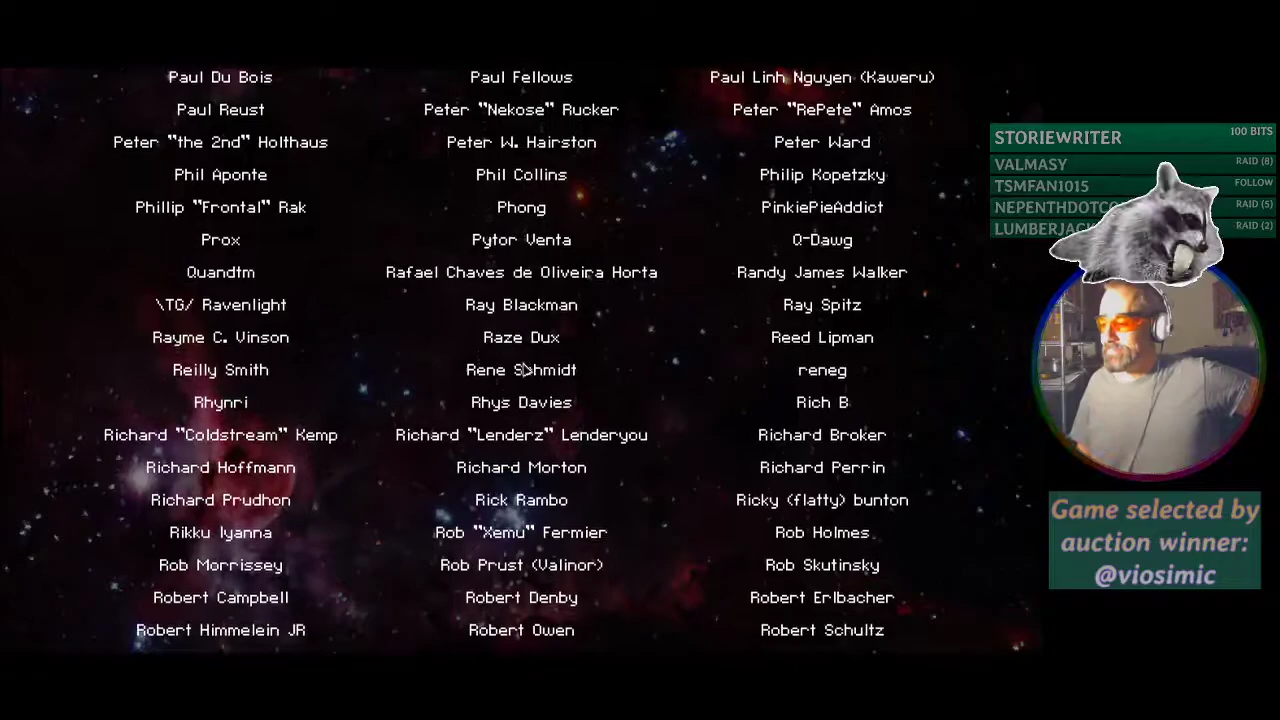 Paul Du Bois Paul Fellows Paul Linh Nguyen (Kaweru)
Paul Reust Peter "Nekose" Rucker Peter "RePete" Amos
Peter "the 2nd" Holthaus Peter W. Hairston Peter Ward
Phil Aponte Phil Collins Philip Kopetzky
Phillip "Frontal" Rak Phong PinkiePieAddict
Prox Pytor Venta Q-Dawg
Quandtm Rafael Chaves de Oliveira Horta Randy James Walker
\TG/ Ravenlight Ray Blackman Ray Spitz
Rayme C. Vinson Raze Dux Reed Lipman
Reilly Smith Rene Schmidt reneg
Rhynri Rhys Davies Rich B
Richard "Coldstream" Kemp Richard "Lenderz" Lenderyou Richard Broker
Richard Hoffmann Richard Morton Richard Perrin
Richard Prudhon Rick Rambo Ricky (flatty) bunton
Rikku Iyanna Rob "Xemu" Fermier Rob Holmes
Rob Morrissey Rob Prust (Valinor) Rob Skutinsky
Robert Campbell Robert Denby Robert Erlbacher
Robert Himmelein JR Robert Owen Robert Schultz
STORIEWRITER 100 BITS
VALMASY RAID (8)
TSMFAN1015 FOLLOW
RAID (5)
RAID (2)
Game selected by
auction winner:
@viosimic